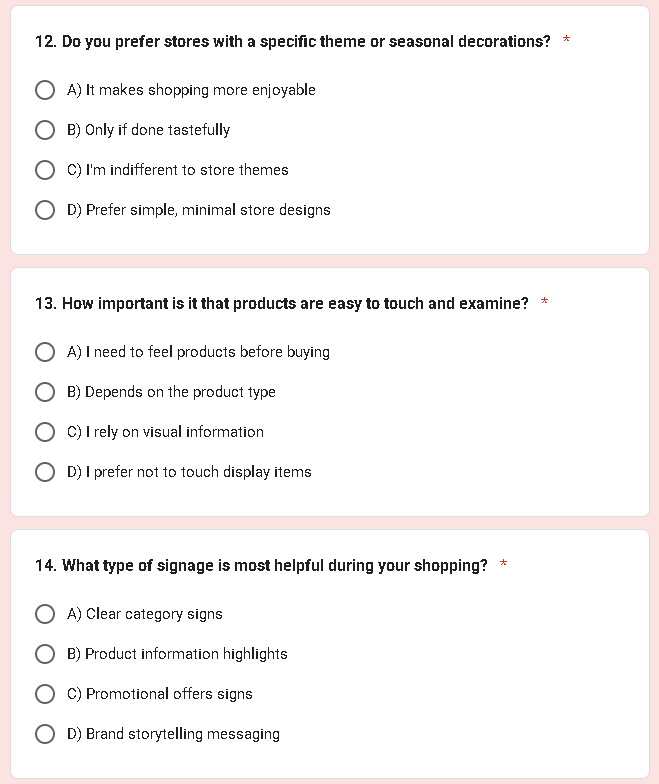 12. Do you prefer stores with a specific theme or seasonal decorations? *
A) It makes shopping more enjoyable
B) Only if done tastefully
C) I'm indifferent to store themes
D) Prefer simple, minimal store designs
13. How important is it that products are easy to touch and examine? *
A) I need to feel products before buying
B) Depends on the product type
C) I rely on visual information
D) I prefer not to touch display items
14. What type of signage is most helpful during your shopping? *
A) Clear category signs
B) Product information highlights
C) Promotional offers signs
D) Brand storytelling messaging